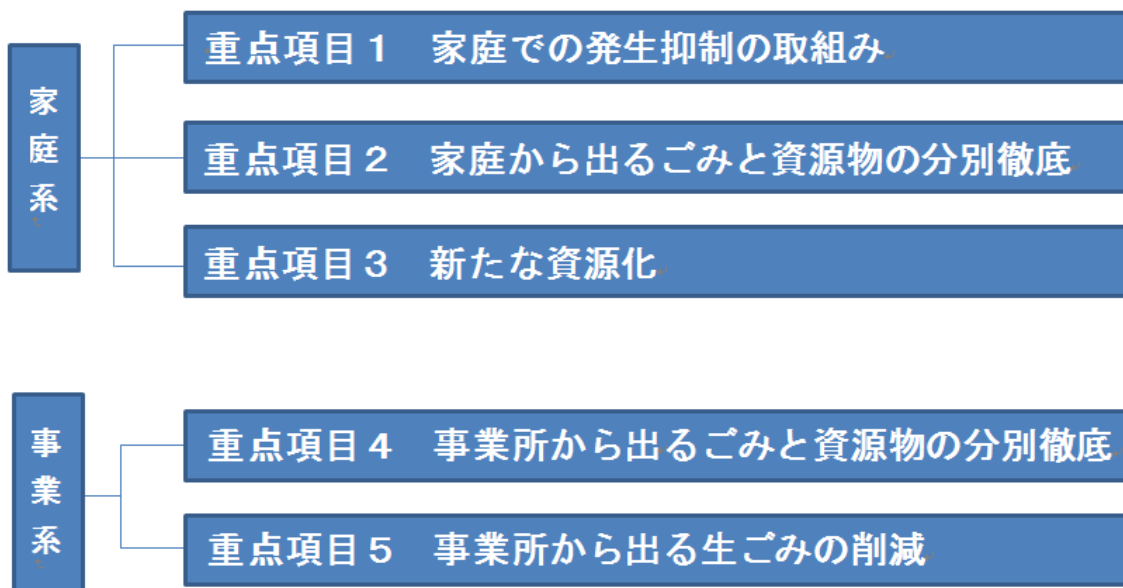 家庭系
重点項目1　家庭での発生抑制の取組み
重点項目2　家庭から出るごみと資源物の分別徹底
重点項目3　新たな資源化
事業系
重点項目4　事業所から出るごみと資源物の分別徹底
重点項目5　事業所から出る生ごみの削減